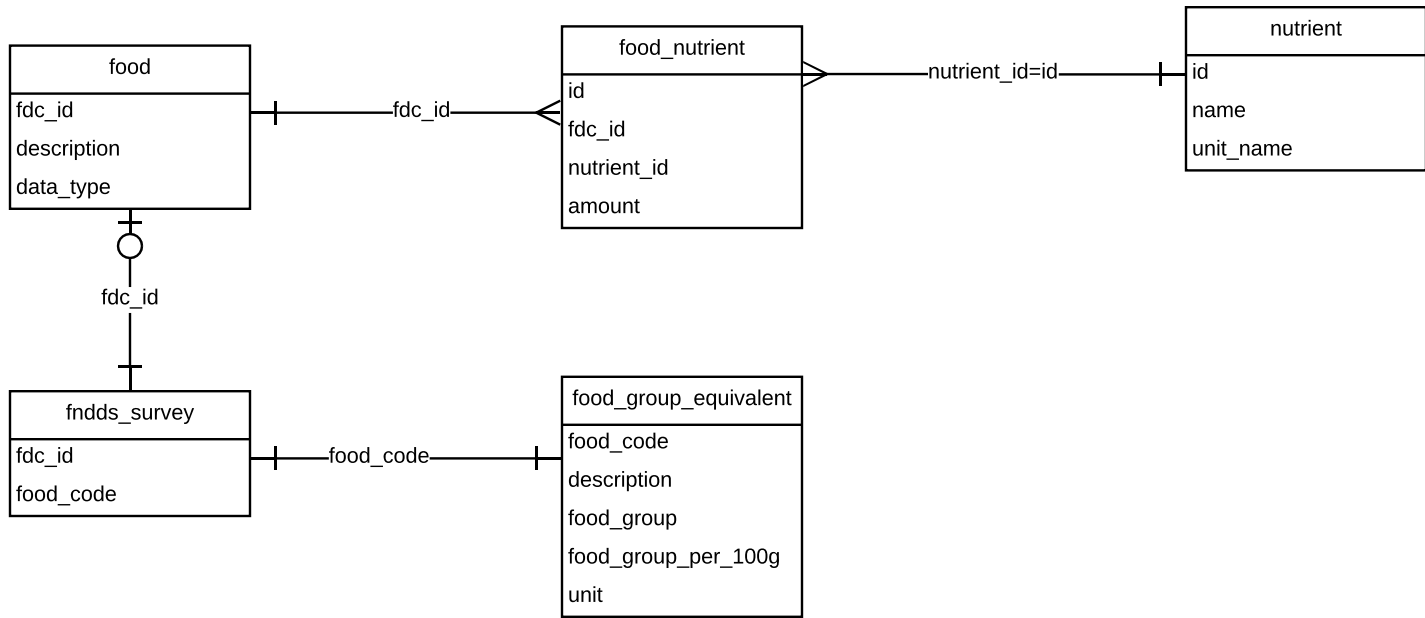 food
fdc_id
description
data_type
fdc_id
food_nutrient
id
fdc_id
nutrient_id
amount
nutrient_id=id
nutrient
id
name
unit_name
fdc_id
fndds_survey
fdc_id
food_code
food_code
food_group_equivalent
food_code
description
food_group
food_group_per_100g
unit